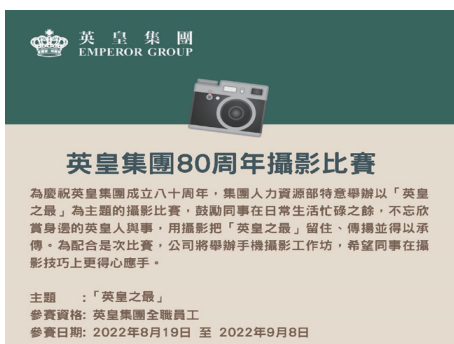 英皇集團
EMPEROR GROUP
英皇集團80周年攝影比賽
為慶祝英皇集團成立八十周年，集團人力資源部特意舉辦以「英皇
之最」為主題的攝影比賽，鼓勵同事在日常生活忙碌之餘，不忘欣
賞身邊的英皇人與事，用攝影把「英皇之最」留住、傳揚並得以承
傳。為配合是次比賽，公司將舉辦手機攝影工作坊，希望同事在攝
影技巧上更得心應手。
主題　：「英皇之最」
參賽資格: 英皇集團全職員工
參賽日期: 2022年8月19日 至 2022年9月8日